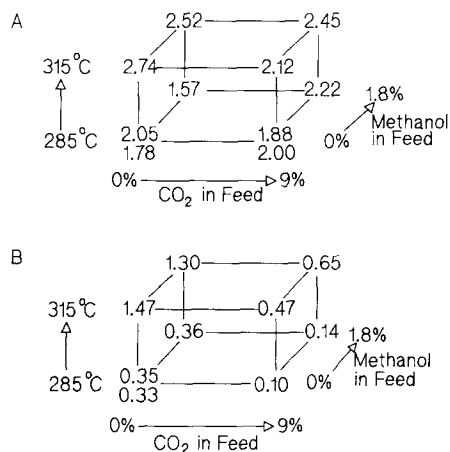 A
2.52 2.45
315°C 2.74 2.12
1.57 2.22 1.8%
Methanol
285°C 2.05 1.88 0% in Feed
1.78 2.00
0% CO₂ in Feed 9%
B
1.30 0.65
315°C 1.47 0.47
0.36 0.14 1.8%
Methanol
285°C 0.35 0.10 0% in Feed
0.33
0% CO₂ in Feed 9%